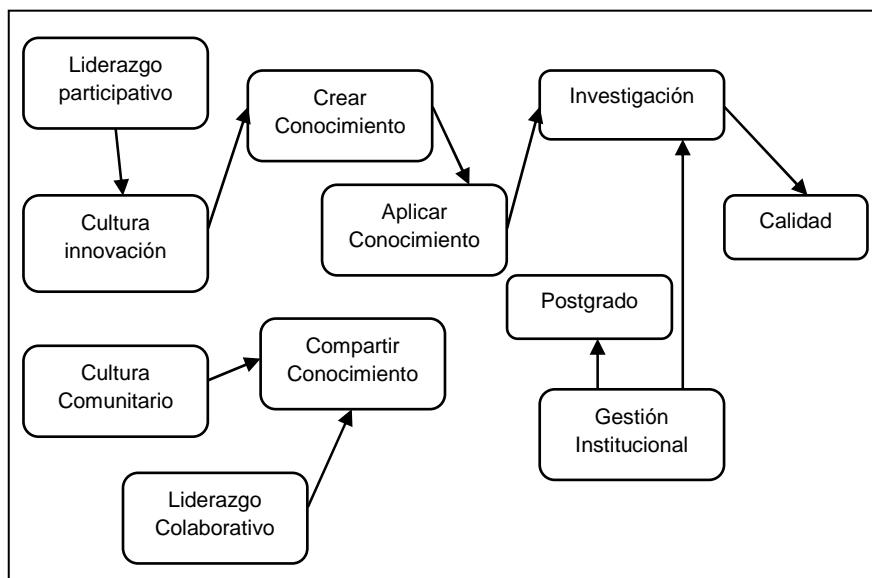 Liderazgo
participativo
Crear
Conocimiento
Investigación
Cultura
innovación
Aplicar
Conocimiento
Calidad
Postgrado
Cultura
Comunitario
Compartir
Conocimiento
Gestión
Institucional
Liderazgo
Colaborativo